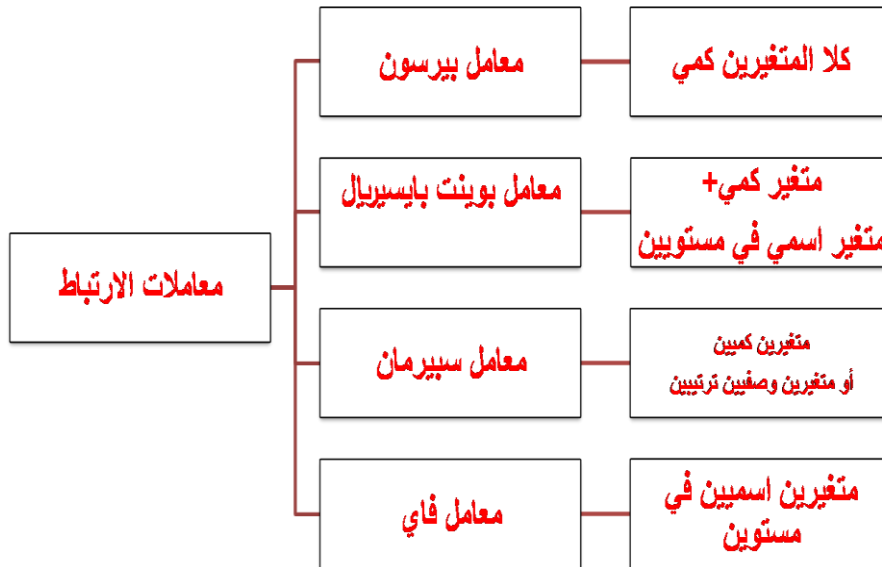 معاملات الارتباط
معامل بيرسون
كلا المتغيرين كمي
معامل بوينت بايسيريال
متغير كمي+
متغير اسمي في مستويين
معامل سبيرمان
متغيرين كميين
أو متغيرين وصفيين ترتيبين
معامل فاي
متغيرين اسميين في
مستوين